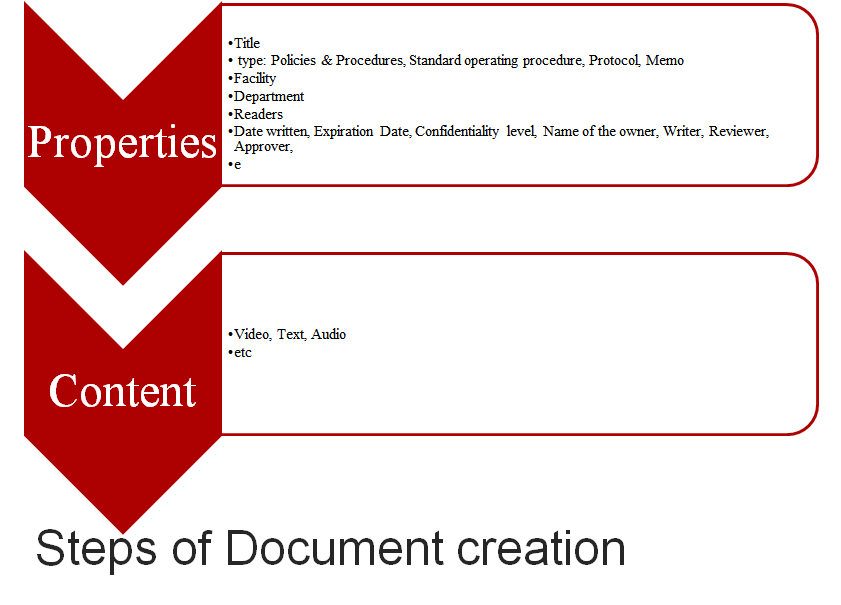 Properties
•Title
• type: Policies & Procedures, Standard operating procedure, Protocol, Memo
•Facility
•Department
•Readers
•Date written, Expiration Date, Confidentiality level, Name of the owner, Writer, Reviewer,
Approver,
•e
Content
•Video, Text, Audio
•etc
Steps of Document creation